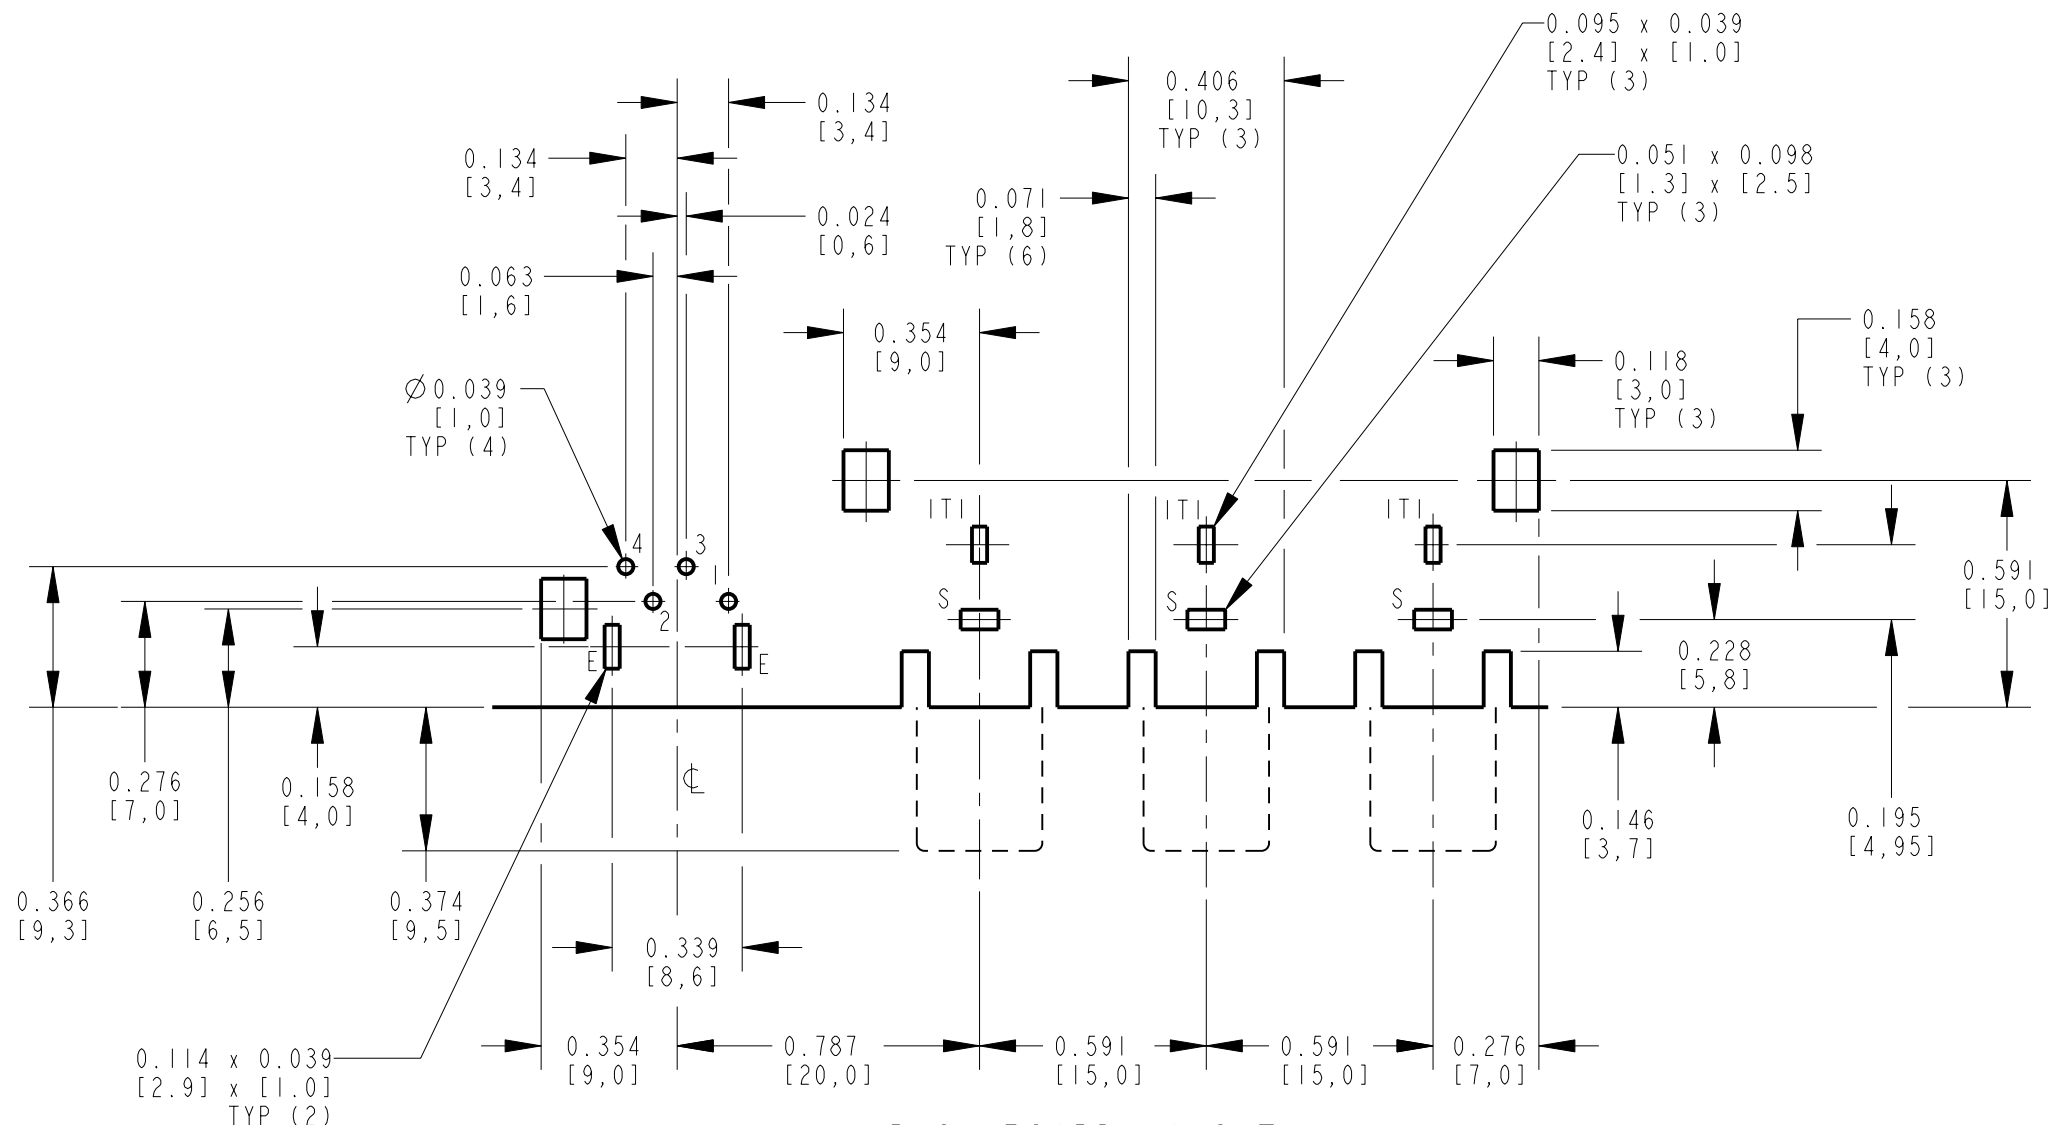 0.095 x 0.039
[2.4] x [1.0]
TYP (3)
0.406
[10,3]
TYP (3)
0.134
[3,4]
0.134
[3,4]
0.051 x 0.098
[1.3] x [2.5]
TYP (3)
0.071
[1,8]
TYP (6)
0.024
[0,6]
0.063
[1,6]
0.354
[9,0]
0.158
[4,0]
TYP (3)
0.118
[3,0]
TYP (3)
Ø0.039
[1,0]
TYP (4)
1T1
1T1
1T1
4
3
1
2
S
S
S
E
E
0.591
[15,0]
0.228
[5,8]
0.276
[7,0]
0.158
[4,0]
℄
0.146
[3,7]
0.195
[4,95]
0.366
[9,3]
0.256
[6,5]
0.374
[9,5]
0.339
[8,6]
0.114 x 0.039
[2.9] x [1.0]
TYP (2)
0.354
[9,0]
0.787
[20,0]
0.591
[15,0]
0.591
[15,0]
0.276
[7,0]